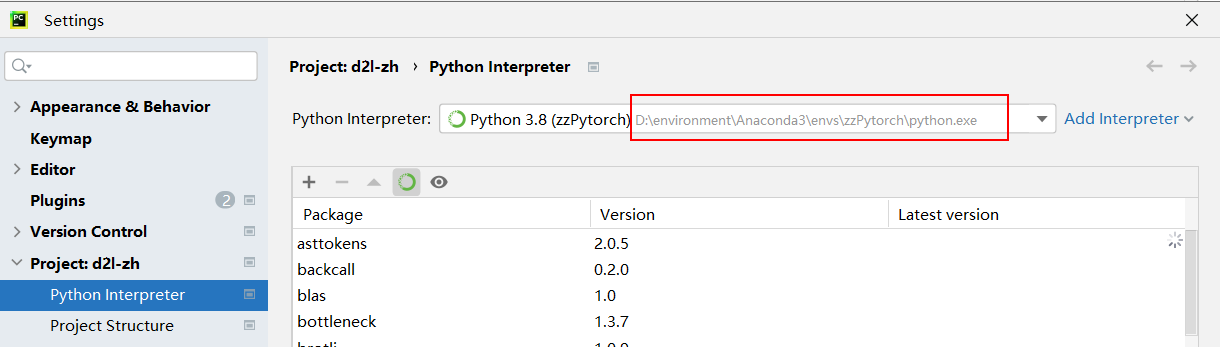 PC
Settings
Appearance & Behavior
Keymap
Editor
Plugins 2
Version Control
Project: d2l-zh
Python Interpreter
Project Structure
Project: d2l-zh › Python Interpreter
Python Interpreter: Python 3.8 (zzPytorch) D:\environment\Anaconda3\envs\zzPytorch\python.exe Add Interpreter
Package Version Latest version
asttokens 2.0.5
backcall 0.2.0
blas 1.0
bottleneck 1.3.7